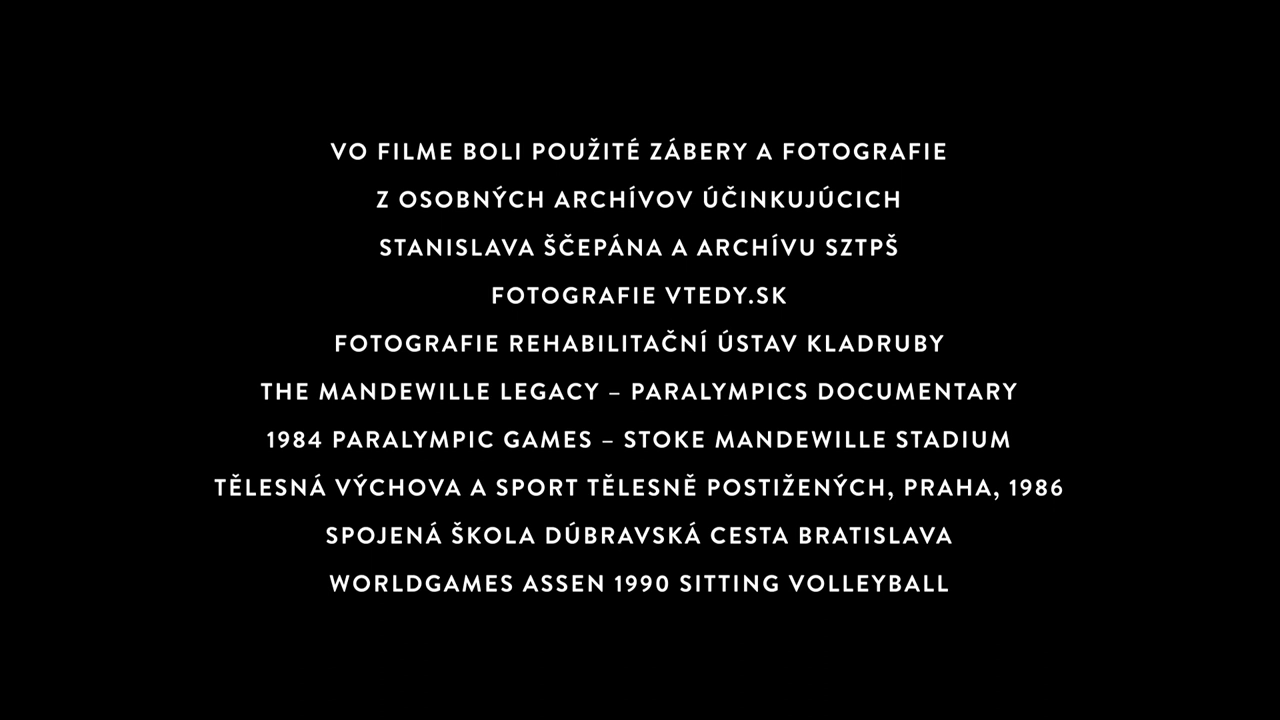 VO FILME BOLI POUŽITÉ ZÁBERY A FOTOGRAFIE
Z OSOBNÝCH ARCHÍVOV ÚČINKUJÚCICH
STANISLAVA ŠČEPÁNA A ARCHÍVU SZTPŠ
FOTOGRAFIE VTEDY.SK
FOTOGRAFIE REHABILITAČNÍ ÚSTAV KLADRUBY
THE MANDEWILLE LEGACY – PARALYMPICS DOCUMENTARY
1984 PARALYMPIC GAMES – STOKE MANDEWILLE STADIUM
TĚLESNÁ VÝCHOVA A SPORT TĚLESNĚ POSTIŽENÝCH, PRAHA, 1986
SPOJENÁ ŠKOLA DÚBRAVSKÁ CESTA BRATISLAVA
WORLDGAMES ASSEN 1990 SITTING VOLLEYBALL